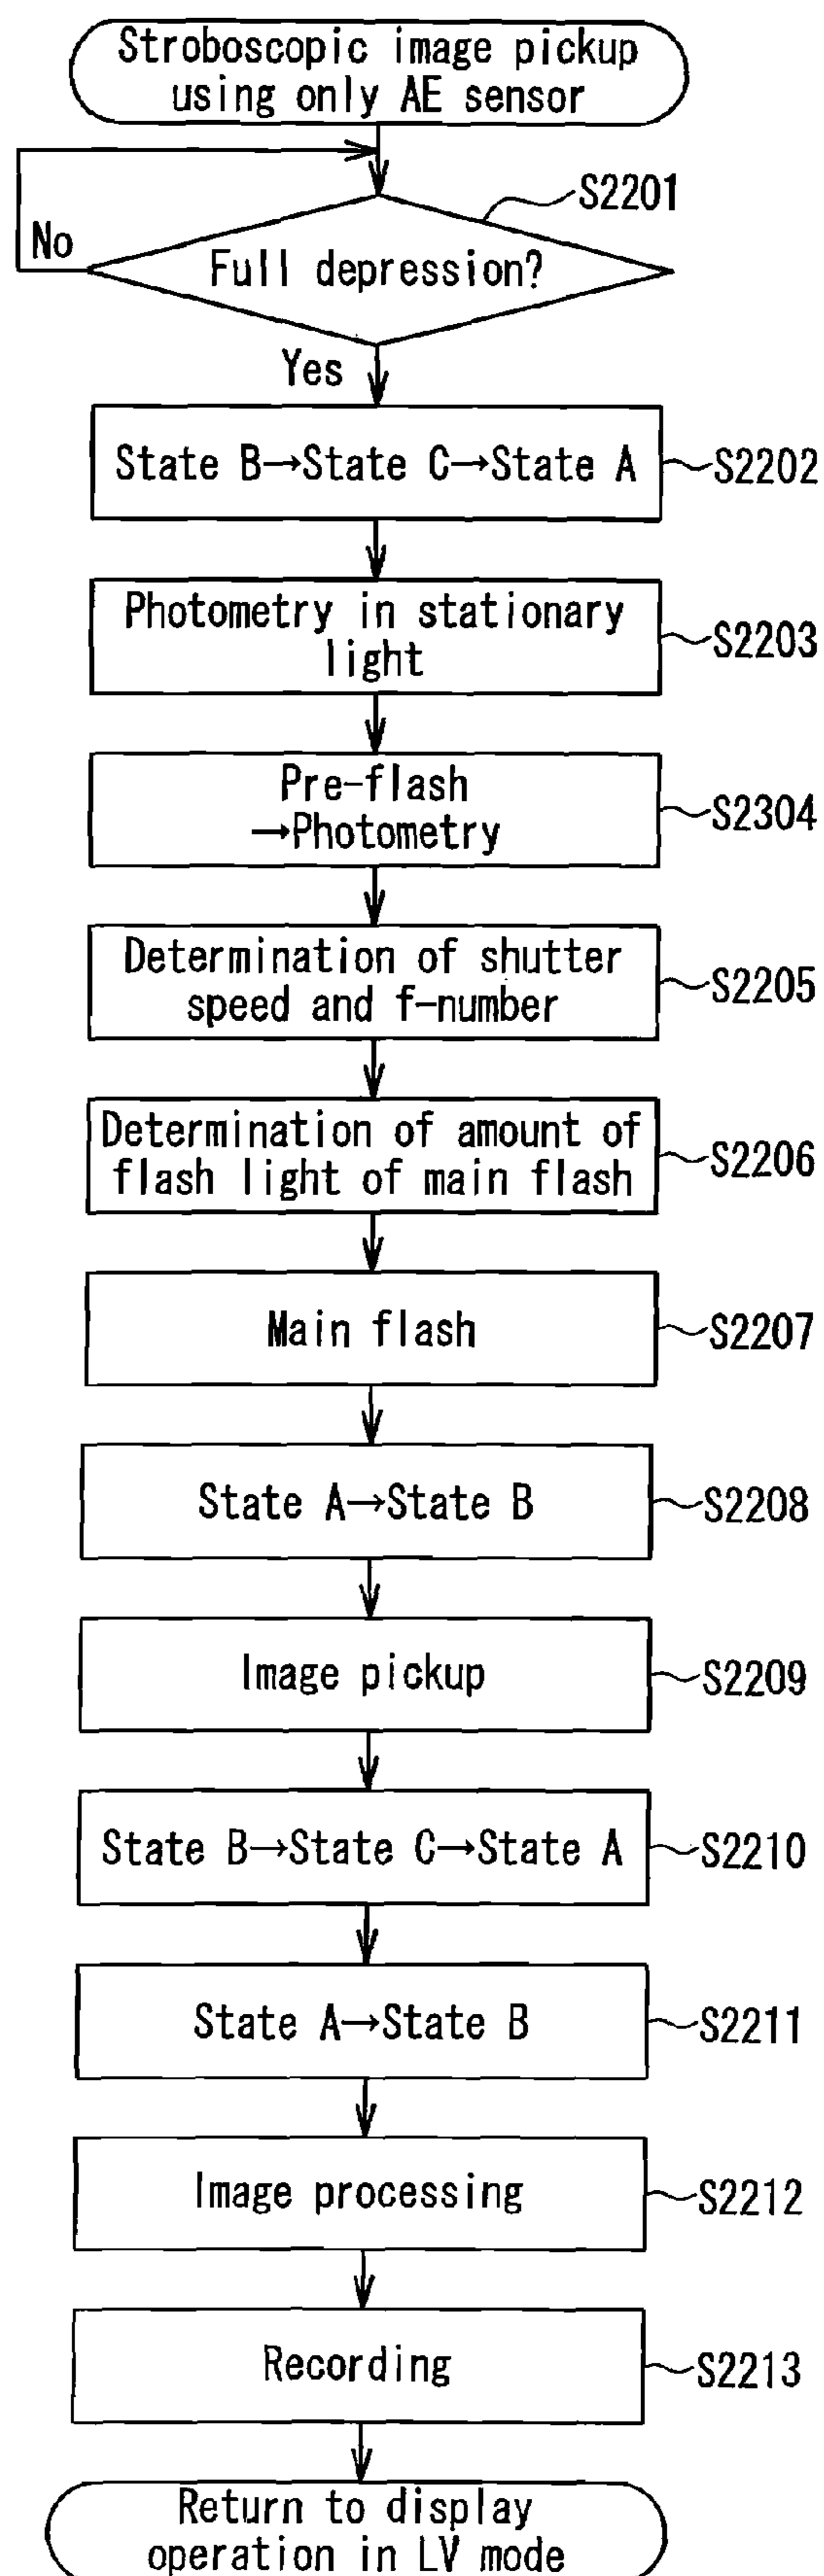 Stroboscopic image pickup
using only AE sensor
S2201
No
Full depression?
Yes
State B→State C→State A
S2202
Photometry in stationary
light
S2203
Pre-flash
→Photometry
S2304
Determination of shutter
speed and f-number
S2205
Determination of amount of
flash light of main flash
S2206
Main flash
S2207
State A→State B
S2208
Image pickup
S2209
State B→State C→State A
S2210
State A→State B
S2211
Image processing
S2212
Recording
S2213
Return to display
operation in LV mode